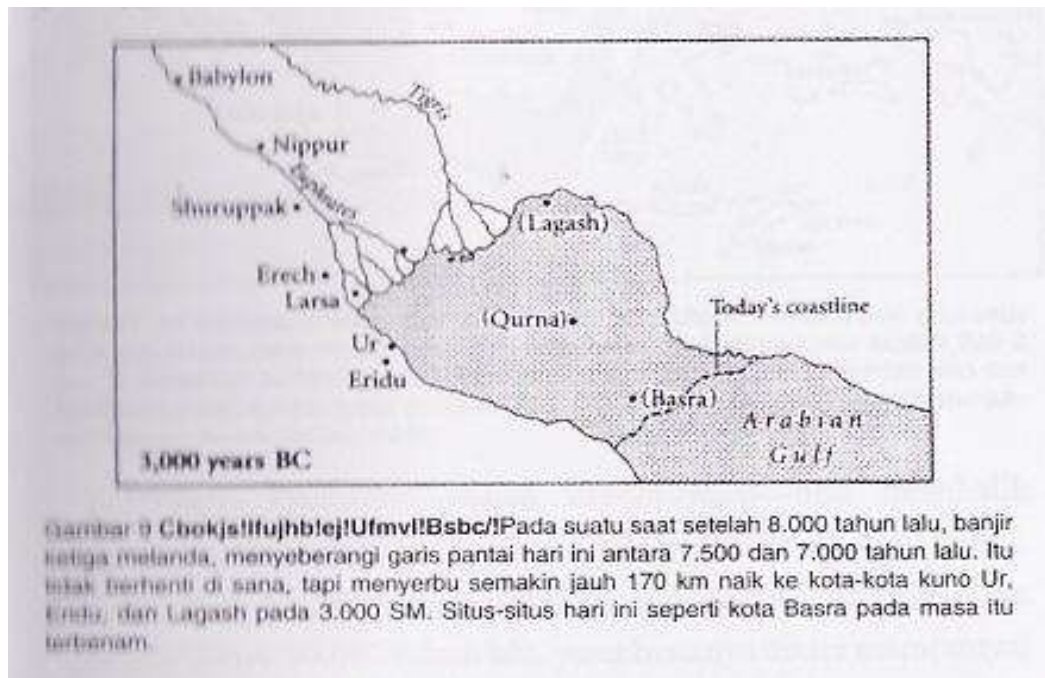 Babylon
Tigris
Nippur
Euphrates
Shuruppak
(Lagash)
Erech
Larsa
Today's coastline
(Qurna)
Ur
Eridu
(Basra)
Arabian
Gulf
3,000 years BC
Gambar 9 Cbokjs!lfujhb!ej!Ufmvl!Bsbc/!Pada suatu saat setelah 8.000 tahun lalu, banjir
ketiga melanda, menyeberangi garis pantai hari ini antara 7.500 dan 7.000 tahun lalu. Itu
tidak berhenti di sana, tapi menyerbu semakin jauh 170 km naik ke kota-kota kuno Ur,
Eridu, dan Lagash pada 3.000 SM. Situs-situs hari ini seperti kota Basra pada masa itu
terbenam.